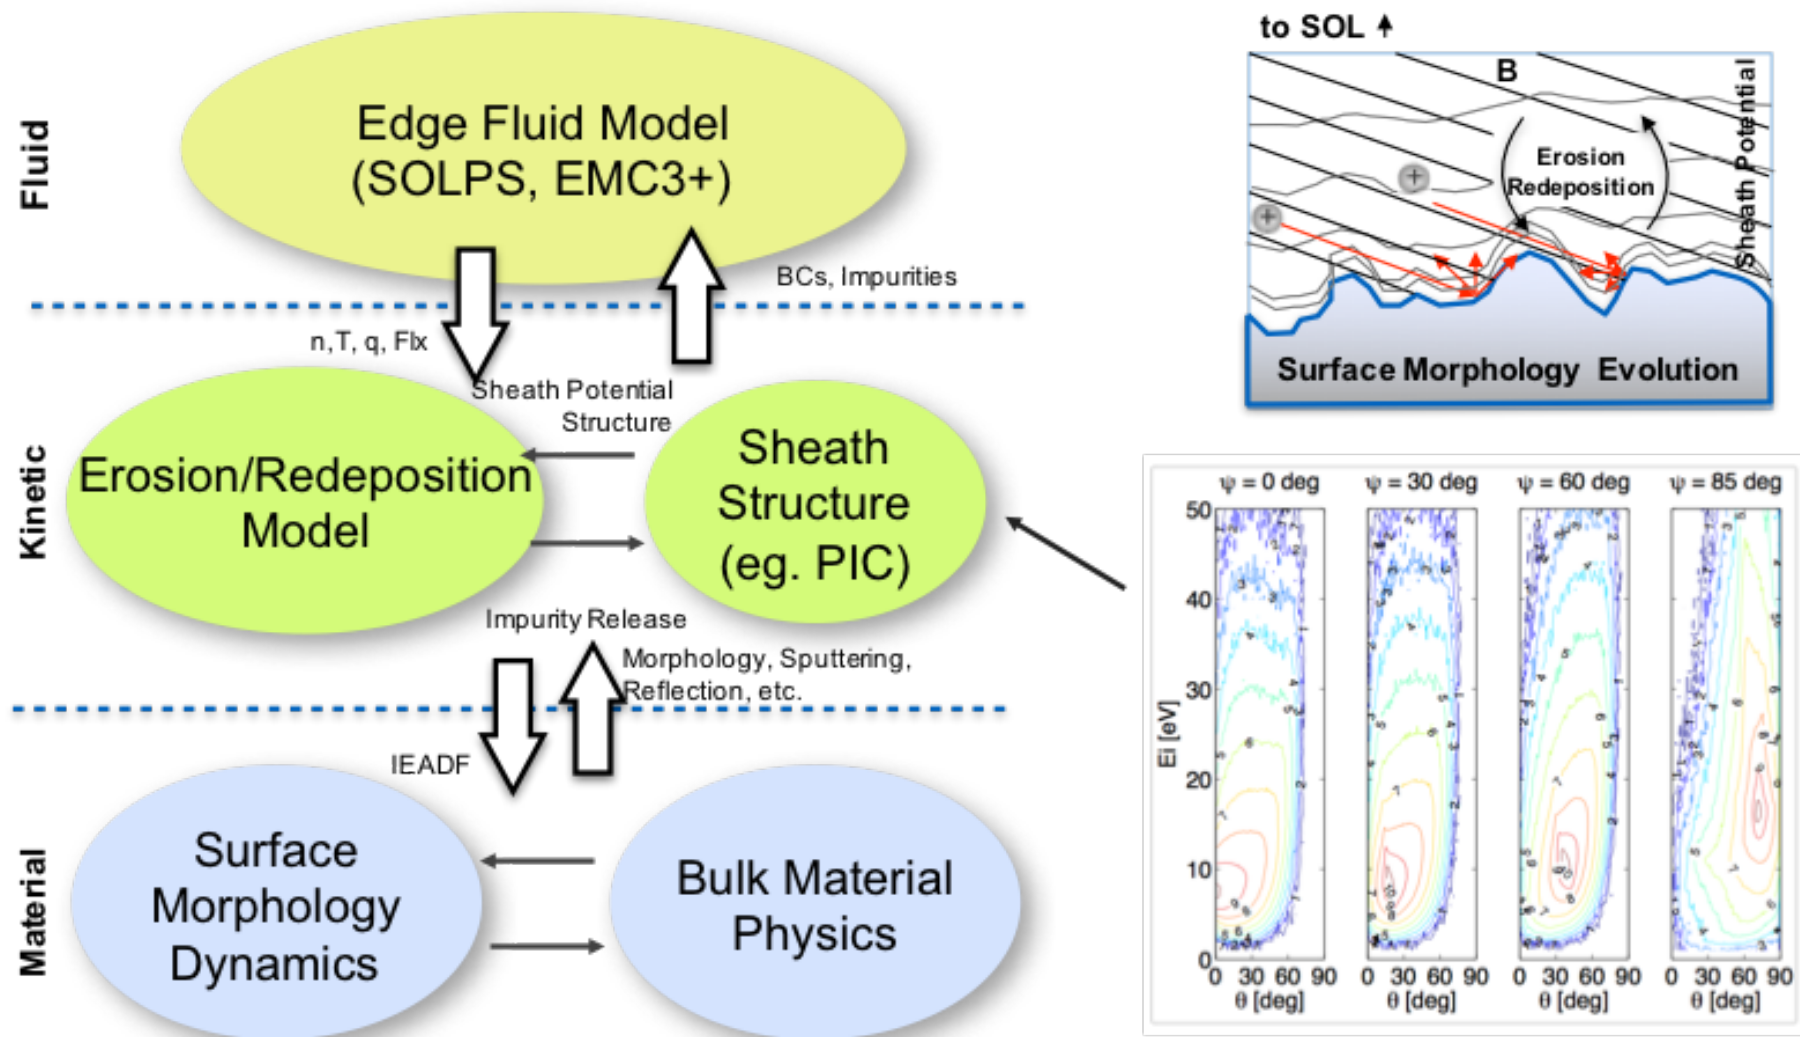 Fluid
Edge Fluid Model
(SOLPS, EMC3+)
BCs, Impurities
n,T, q, Flx
Kinetic
Sheath Potential
Structure
Erosion/Redeposition
Model
Sheath
Structure
(eg. PIC)
Impurity Release
Morphology, Sputtering,
Reflection, etc.
IEADF
Material
Surface
Morphology
Dynamics
Bulk Material
Physics
to SOL
B
Erosion
Redeposition
Sheath Potential
+
+
Surface Morphology Evolution
ψ = 0 deg
ψ = 30 deg
ψ = 60 deg
ψ = 85 deg
Ei [eV]
50
40
30
20
10
0
0 30 60 90
0 30 60 90
0 30 60 90
0 30 60 90
θ [deg]
θ [deg]
θ [deg]
θ [deg]